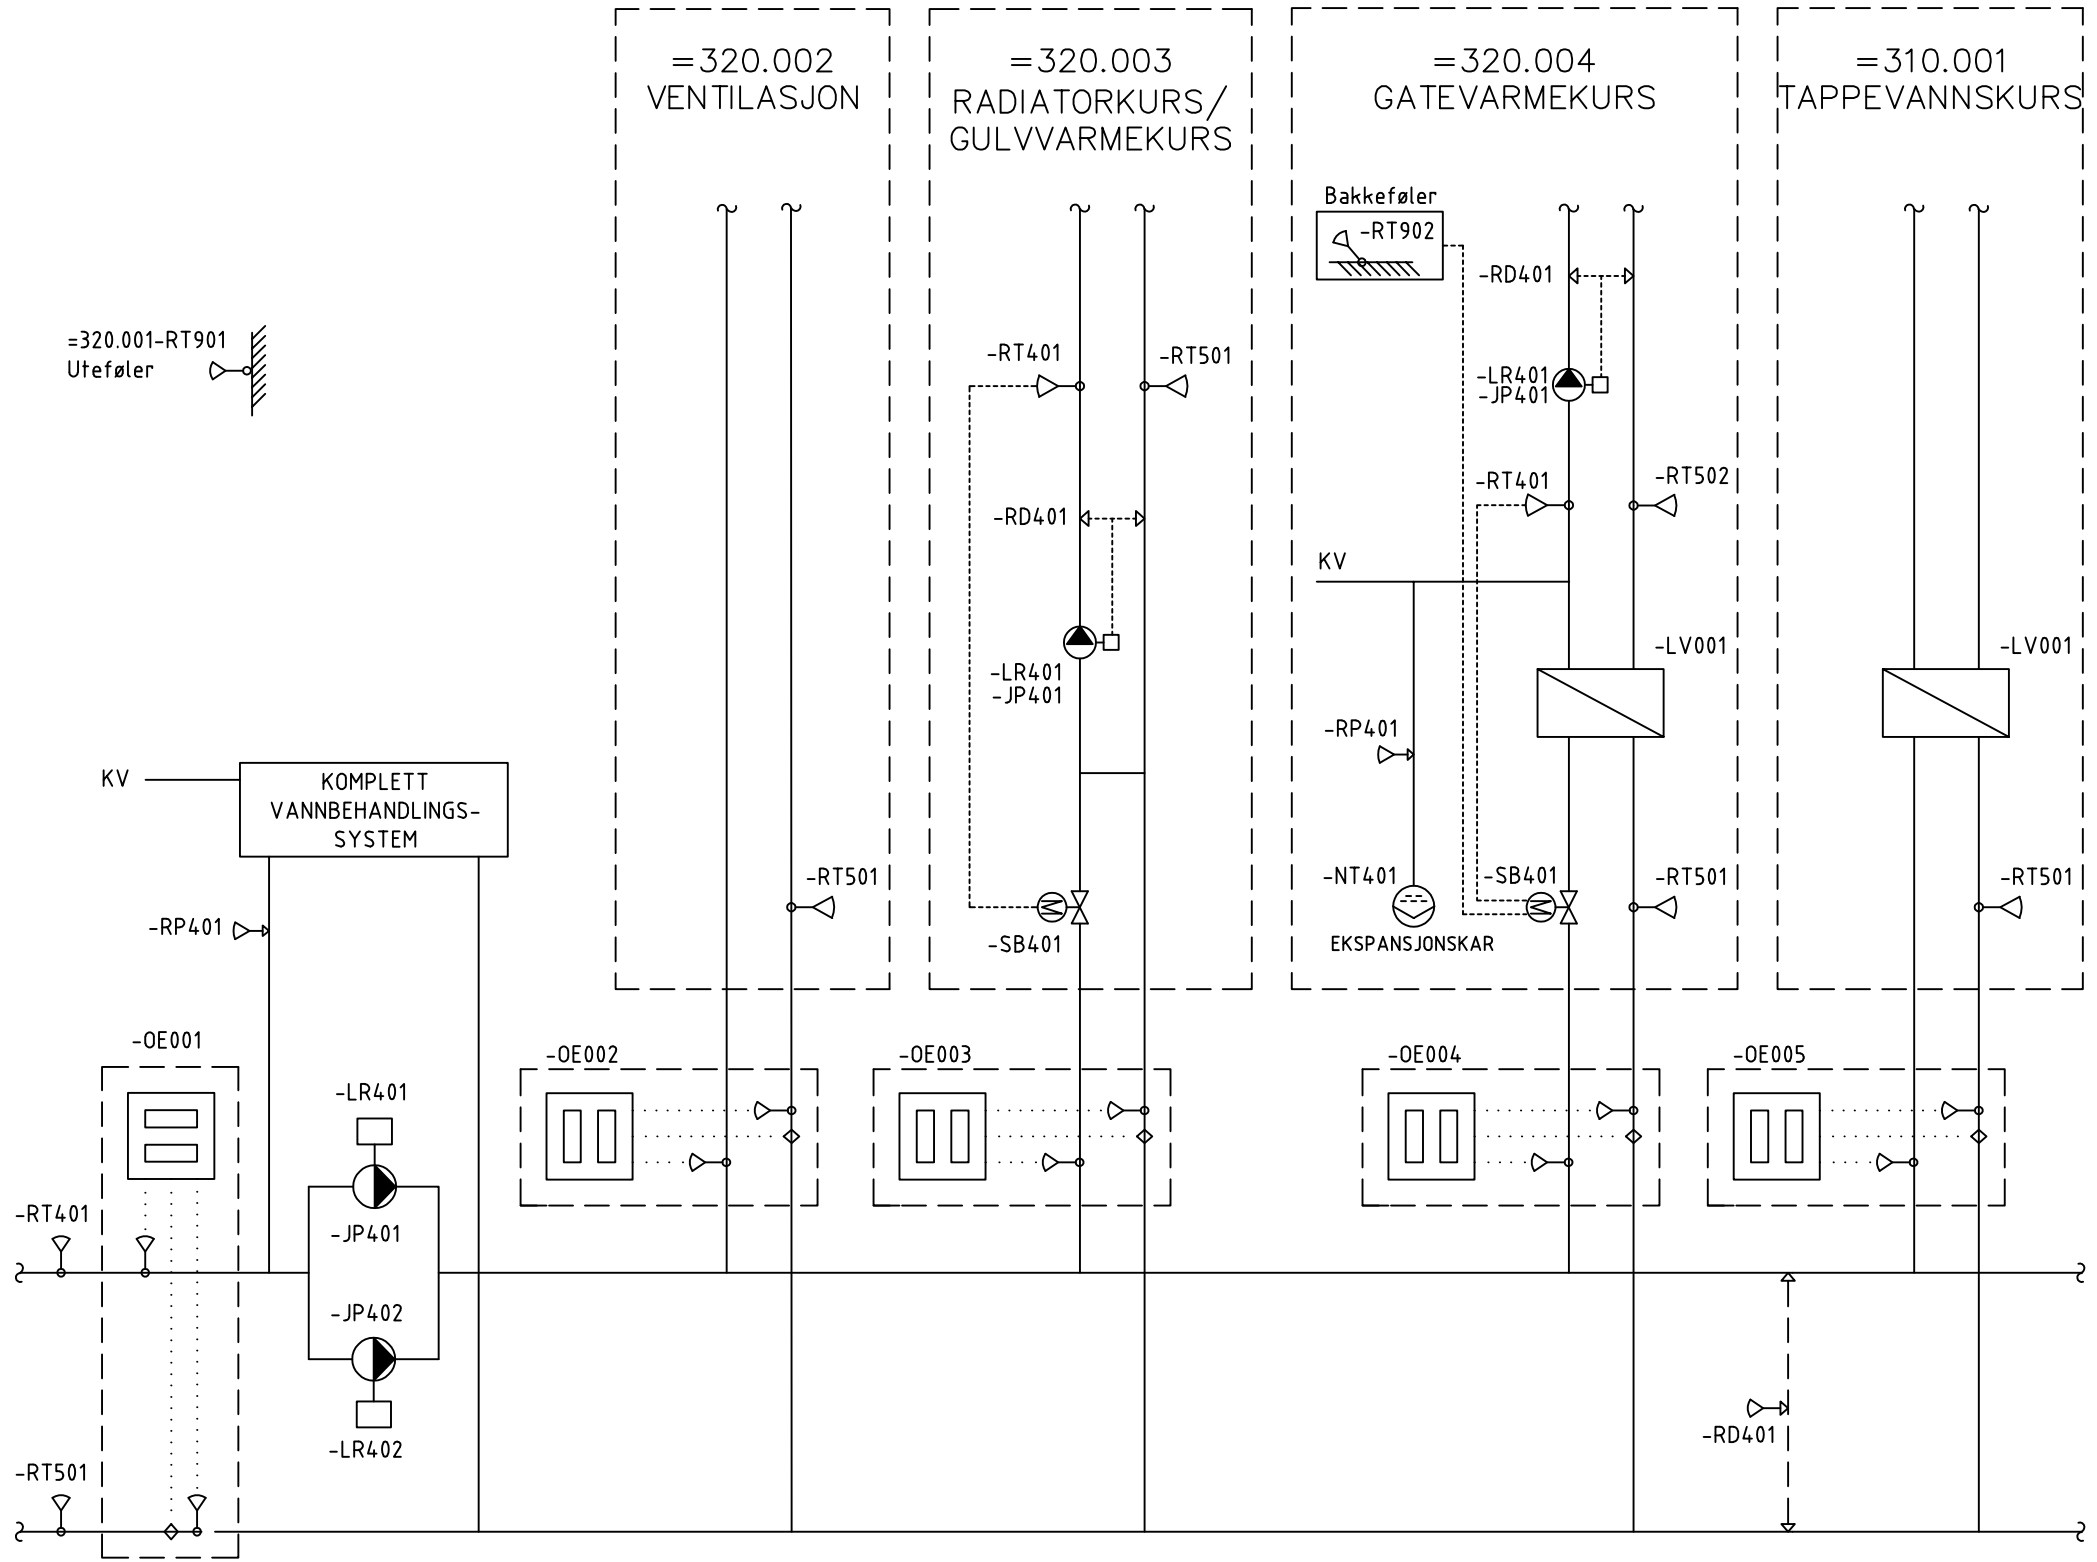 =320.002
VENTILASJON
=320.003
RADIATORKURS/
GULVVARMEKURS
=320.004
GATEVARMEKURS
=310.001
TAPPEVANNSKURS
Bakkeføler
-RT902
-RD401
=320.001-RT901
Uteføler
-RT401
-RT501
-LR401
-JP401
-RT401
-RT502
-RD401
KV
-LR401
-JP401
-LV001
-LV001
-RP401
KV
KOMPLETT
VANNBEHANDLINGS-
SYSTEM
-RT501
-SB401
-NT401
EKSPANSJONSKAR
-SB401
-RT501
-RT501
-RP401
-OE001
-OE002
-OE003
-OE004
-OE005
-LR401
-JP401
-RT401
-JP402
-LR402
-RT501
-RD401